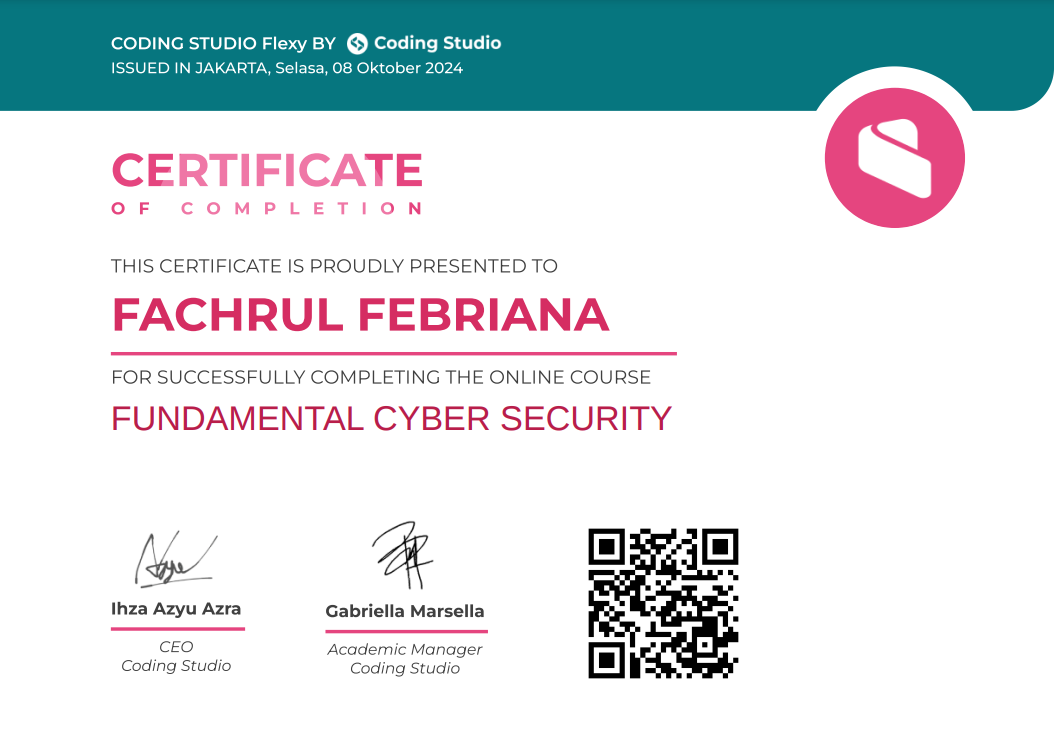 CODING STUDIO Flexy BY Coding Studio
ISSUED IN JAKARTA, Selasa, 08 Oktober 2024
CERTIFICATE
OF COMPLETION
THIS CERTIFICATE IS PROUDLY PRESENTED TO
FACHRUL FEBRIANA
FOR SUCCESSFULLY COMPLETING THE ONLINE COURSE
FUNDAMENTAL CYBER SECURITY
Ihza Azyu Azra
CEO
Coding Studio
Gabriella Marsella
Academic Manager
Coding Studio